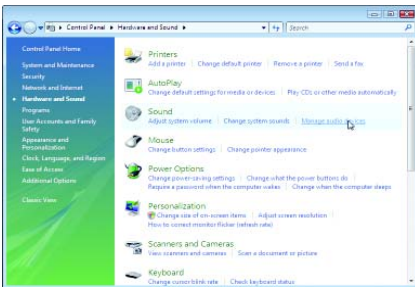 Control Panel ▸ Hardware and Sound ▸
Search
Control Panel Home
System and Maintenance
Security
Network and Internet
Hardware and Sound
Programs
User Accounts and Family Safety
Appearance and Personalization
Clock, Language, and Region
Ease of Access
Additional Options
Classic View
Printers
Add a printer | Change default printer | Remove a printer | Send a fax
AutoPlay
Change default settings for media or devices | Play CDs or other media automatically
Sound
Adjust system volume | Change system sounds | Manage audio devices
Mouse
Change button settings | Change pointer appearance
Power Options
Change power-saving settings | Change what the power buttons do
Require a password when the computer wakes | Change when the computer sleeps
Personalization
Change size of on-screen items | Adjust screen resolution
How to correct monitor flicker (refresh rate)
Scanners and Cameras
View scanners and cameras | Scan a document or picture
Keyboard
Change cursor blink rate | Check keyboard status